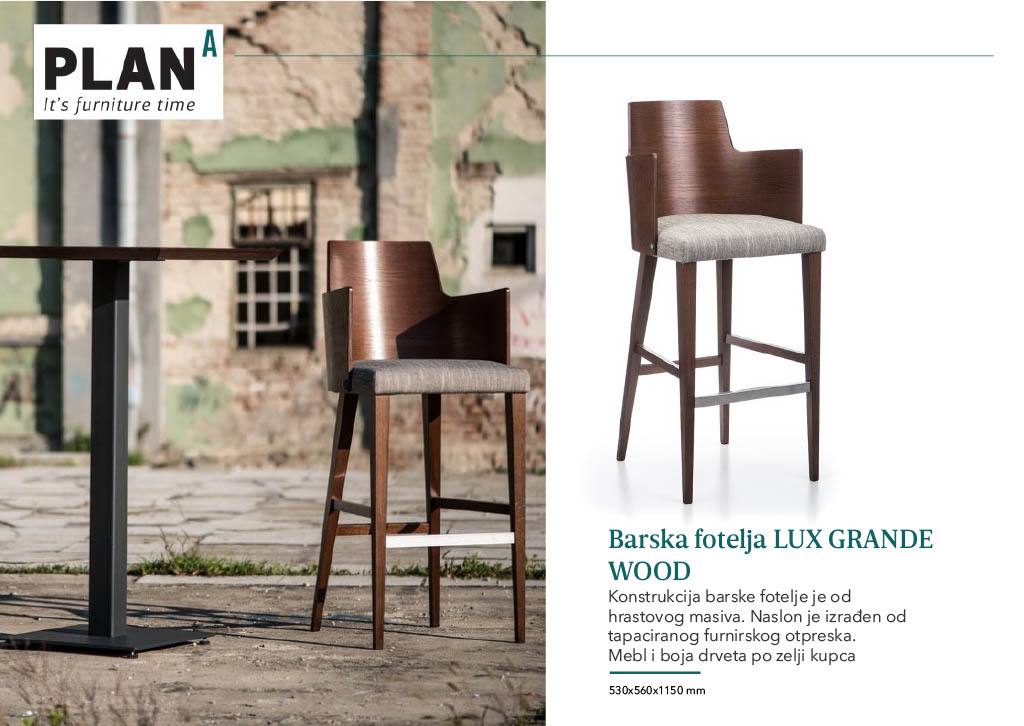 PLAN A
It's furniture time
Barska fotelja LUX GRANDE
WOOD
Konstrukcija barske fotelje je od
hrastovog masiva. Naslon je izrađen od
tapaciranog furnirskog otpreska.
Mebl i boja drveta po zelji kupca
530x560x1150 mm